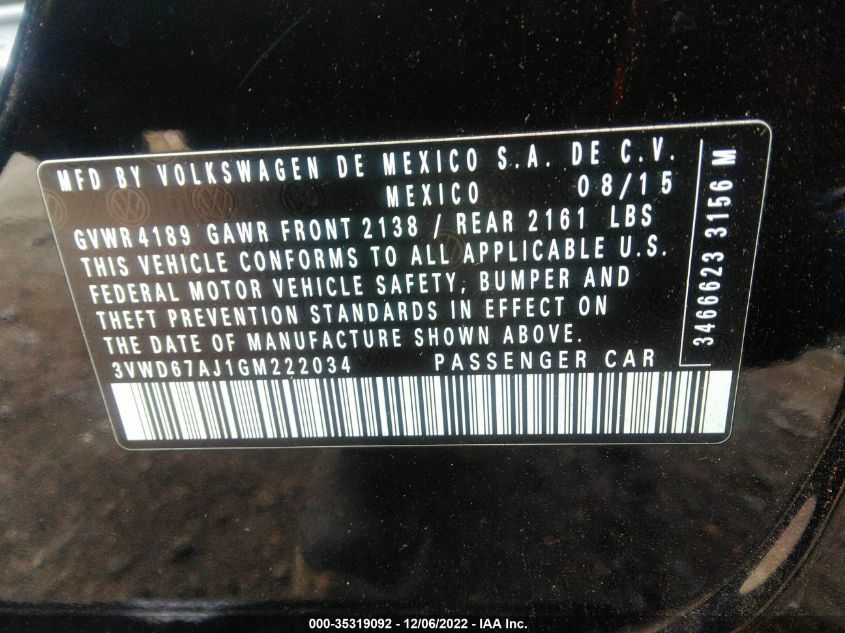 MFD BY VOLKSWAGEN DE MEXICO S.A. DE C.V.
MEXICO 08/15
GVWR 4189 GAWR FRONT 2138 / REAR 2161 LBS
THIS VEHICLE CONFORMS TO ALL APPLICABLE U.S.
FEDERAL MOTOR VEHICLE SAFETY, BUMPER AND
THEFT PREVENTION STANDARDS IN EFFECT ON
THE DATE OF MANUFACTURE SHOWN ABOVE.
3VWD67AJ1GM222034 PASSENGER CAR
3466623 3156 M
000-35319092 - 12/06/2022 - IAA Inc.